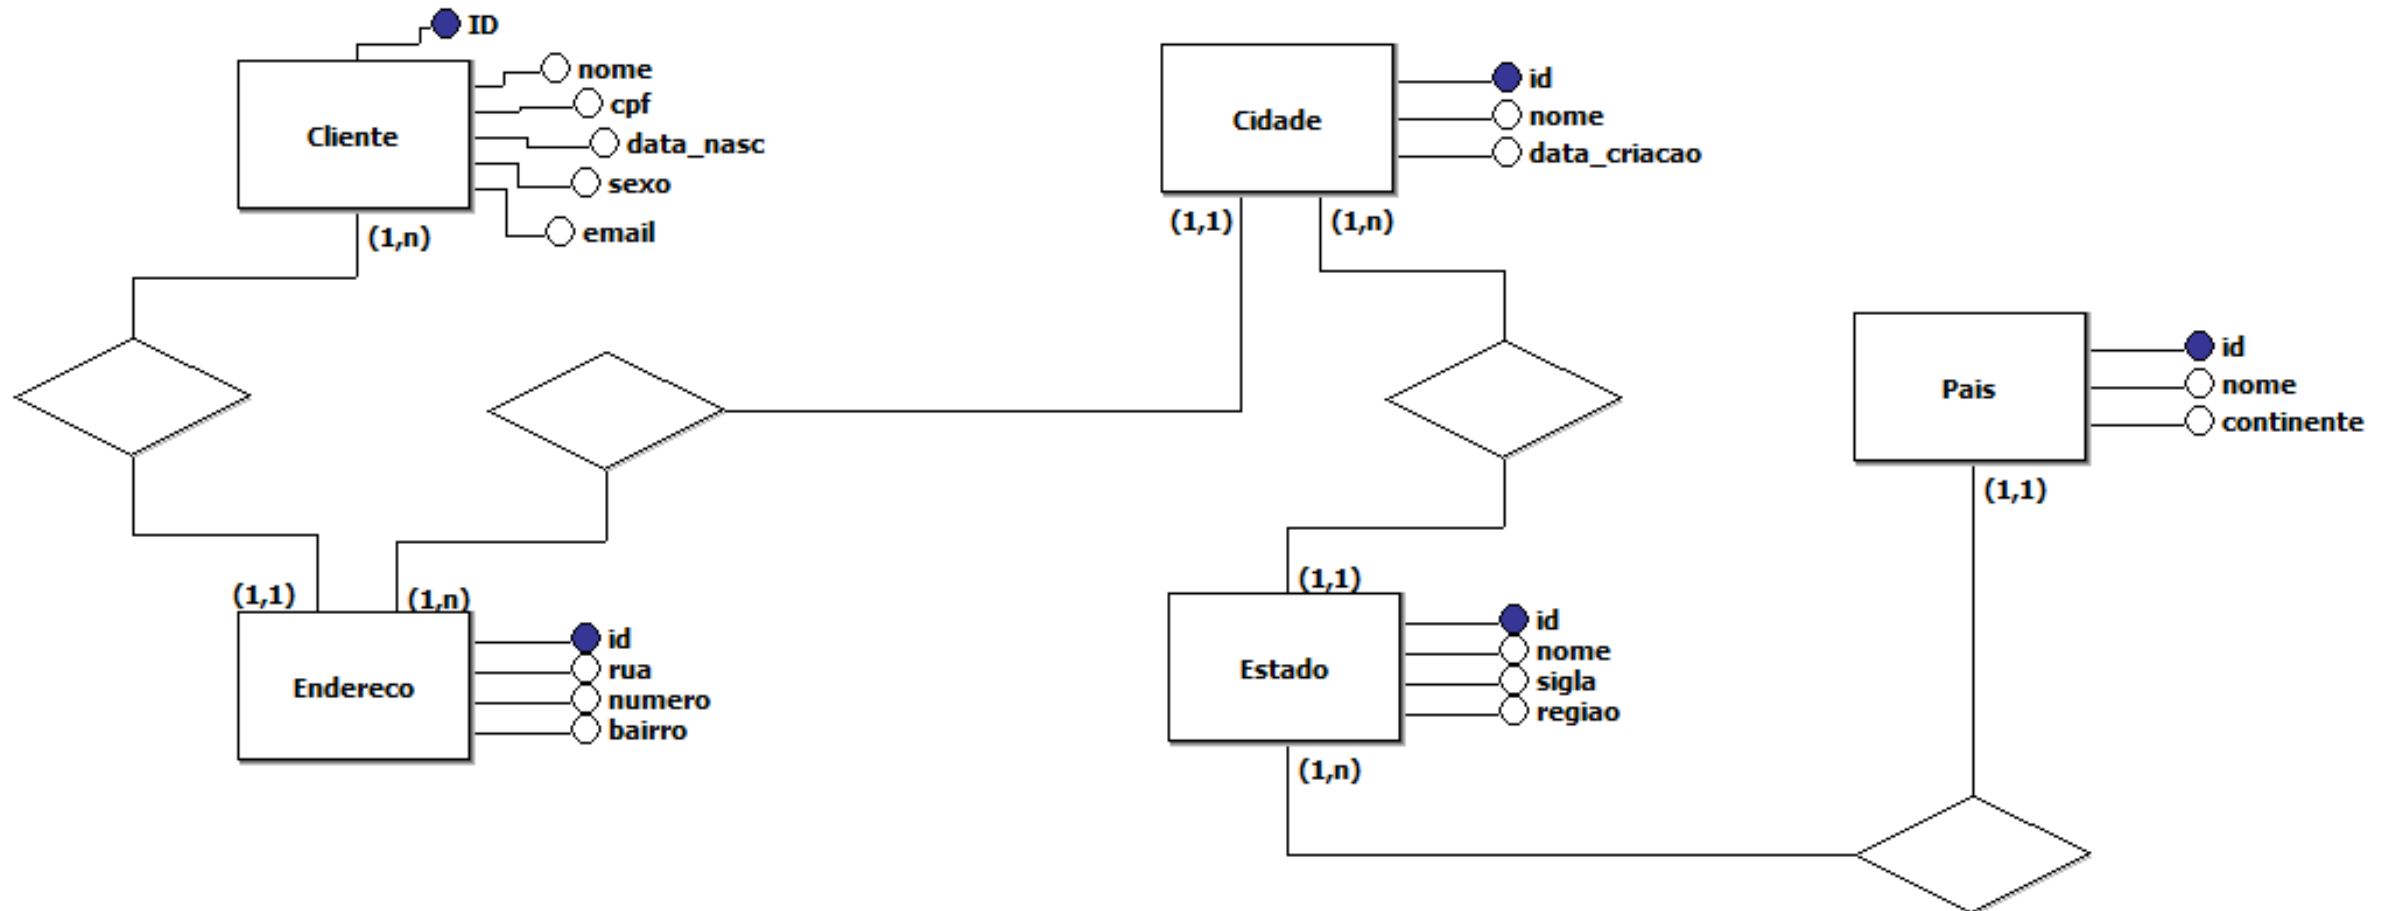 ID
Cliente
nome
cpf
data_nasc
sexo
email
(1,n)
Cidade
id
nome
data_criacao
(1,1)
(1,n)
Pais
id
nome
continente
(1,1)
(1,1)
(1,n)
Endereco
id
rua
numero
bairro
(1,1)
Estado
id
nome
sigla
regiao
(1,n)